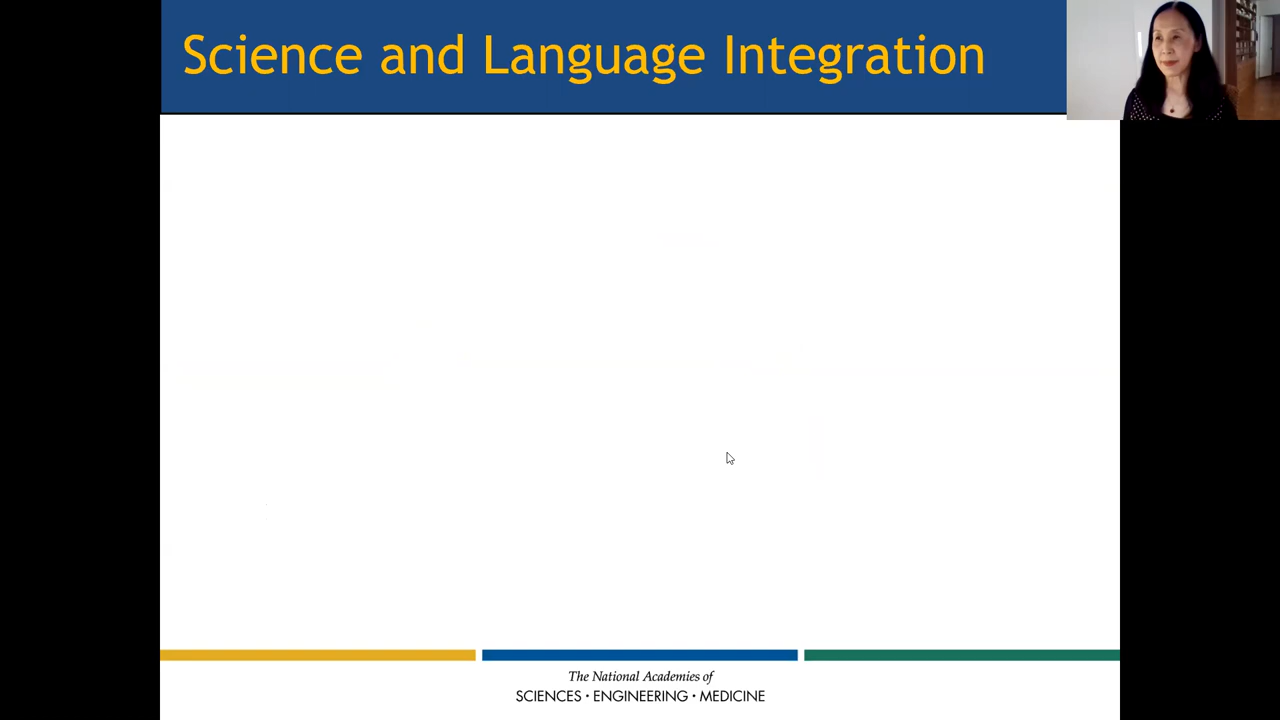 Science and Language Integration
The National Academies of
SCIENCES · ENGINEERING · MEDICINE